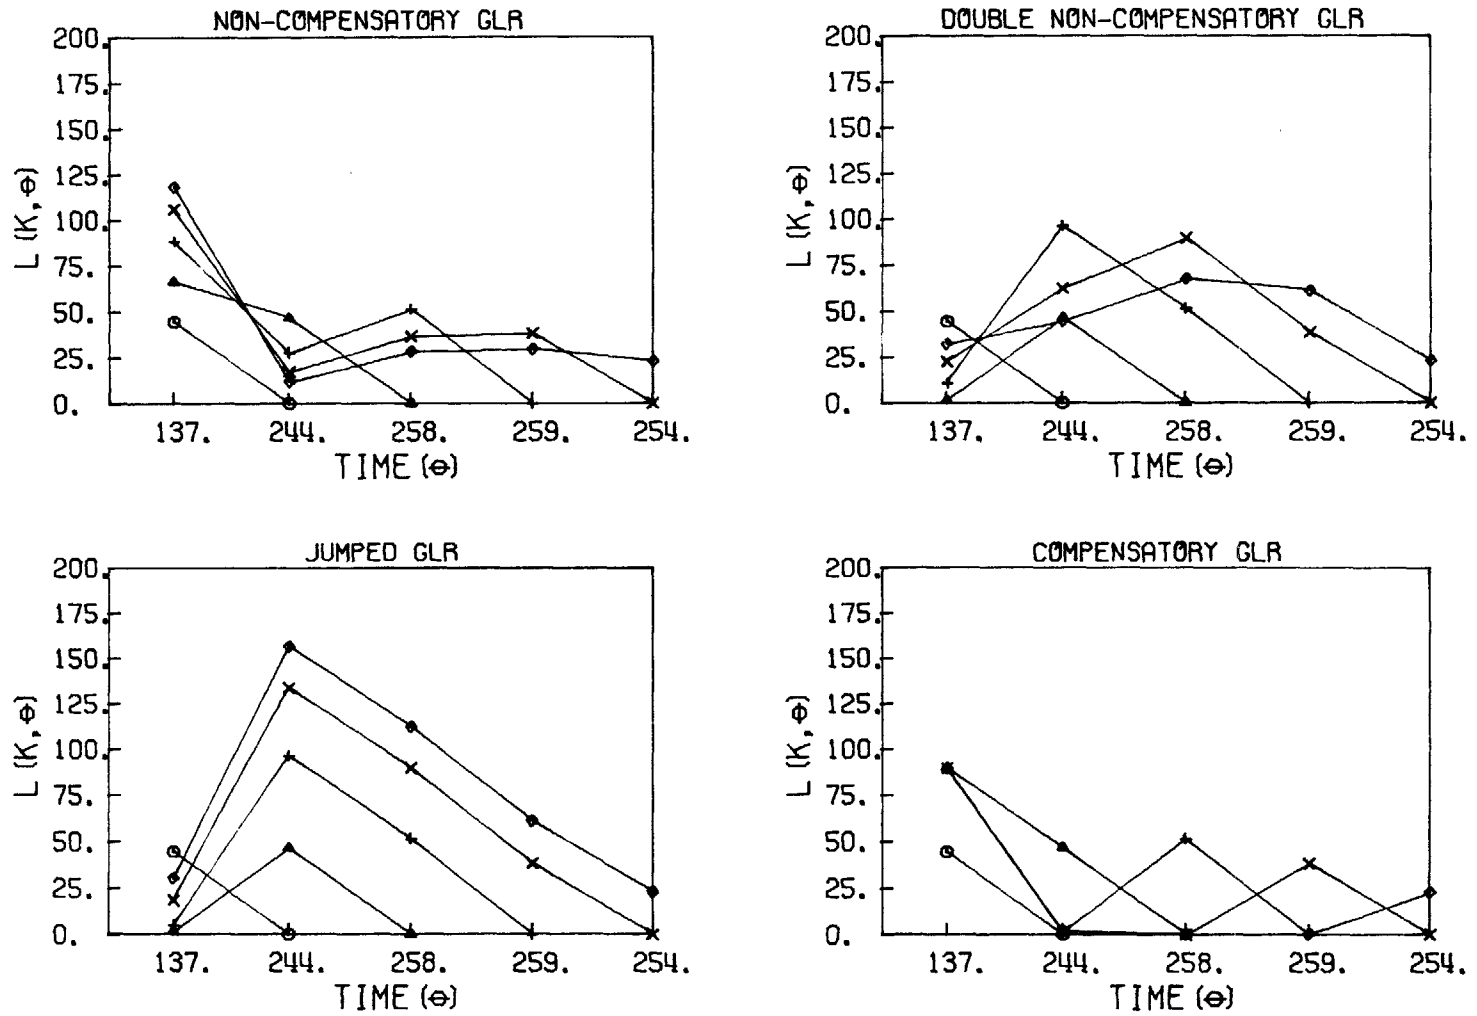 NON-COMPENSATORY GLR
200.
175.
150.
125.
100.
75.
50.
25.
0.
L (K,Θ)
137. 244. 258. 259. 254.
TIME (Θ)
DOUBLE NON-COMPENSATORY GLR
200.
175.
150.
125.
100.
75.
50.
25.
0.
L (K,Θ)
137. 244. 258. 259. 254.
TIME (Θ)
JUMPED GLR
200.
175.
150.
125.
100.
75.
50.
25.
0.
L (K,Θ)
137. 244. 258. 259. 254.
TIME (Θ)
COMPENSATORY GLR
200.
175.
150.
125.
100.
75.
50.
25.
0.
L (K,Θ)
137. 244. 258. 259. 254.
TIME (Θ)